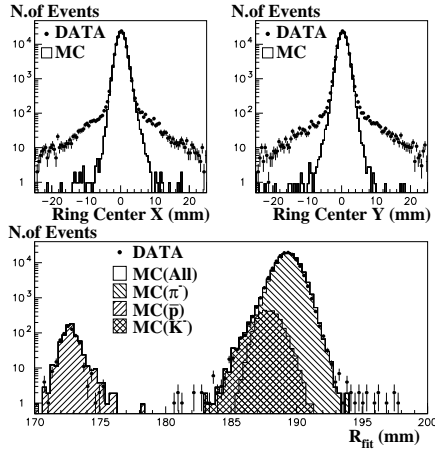 N.of Events N.of Events
10⁴ 10⁴
DATA DATA
MC MC
10³ 10³
10² 10²
10 10
1 1
-20 -10 0 10 20 -20 -10 0 10 20
Ring Center X (mm) Ring Center Y (mm)
N.of Events
DATA
10⁴
MC(All)
MC(π⁻)
10³
MC(p̄)
MC(K⁻)
10²
10
1
170 175 180 185 190 195 200
R_fit (mm)